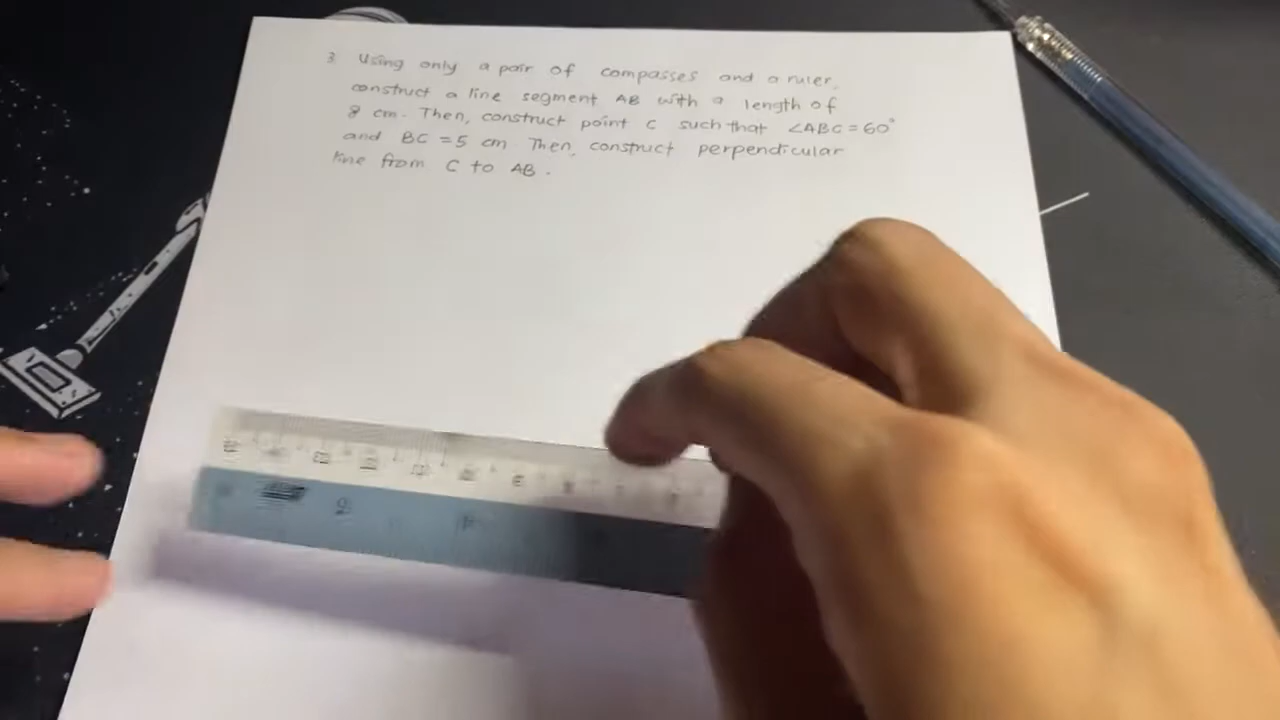 3. Using only a pair of compasses and a ruler,
construct a line segment AB with a length of
8 cm. Then, construct point C such that ∠ABC = 60°
and BC = 5 cm. Then, construct perpendicular
line from C to AB.